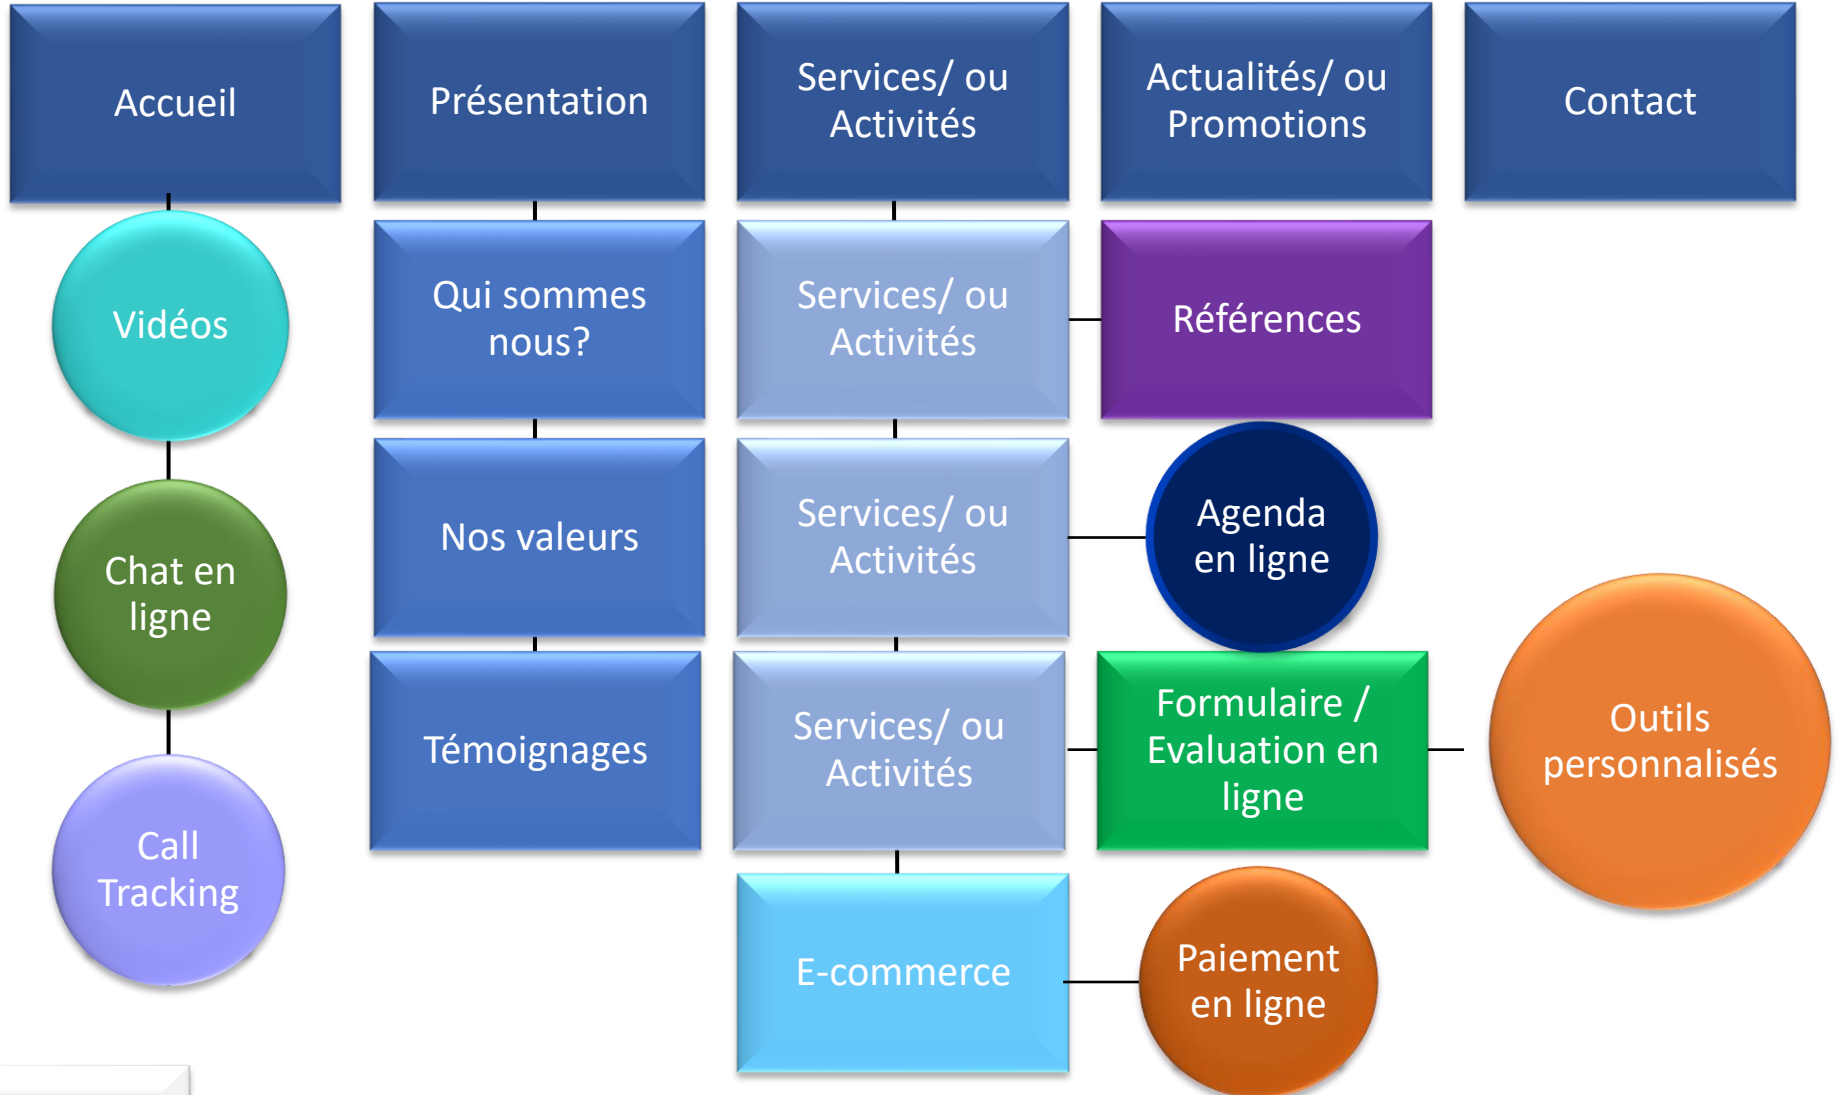 Accueil
Présentation
Services/ ou
Activités
Actualités/ ou
Promotions
Contact
Vidéos
Qui sommes
nous?
Services/ ou
Activités
Références
Chat en
ligne
Nos valeurs
Services/ ou
Activités
Agenda
en ligne
Témoignages
Services/ ou
Activités
Formulaire /
Evaluation en
ligne
Outils
personnalisés
Call
Tracking
E-commerce
Paiement
en ligne